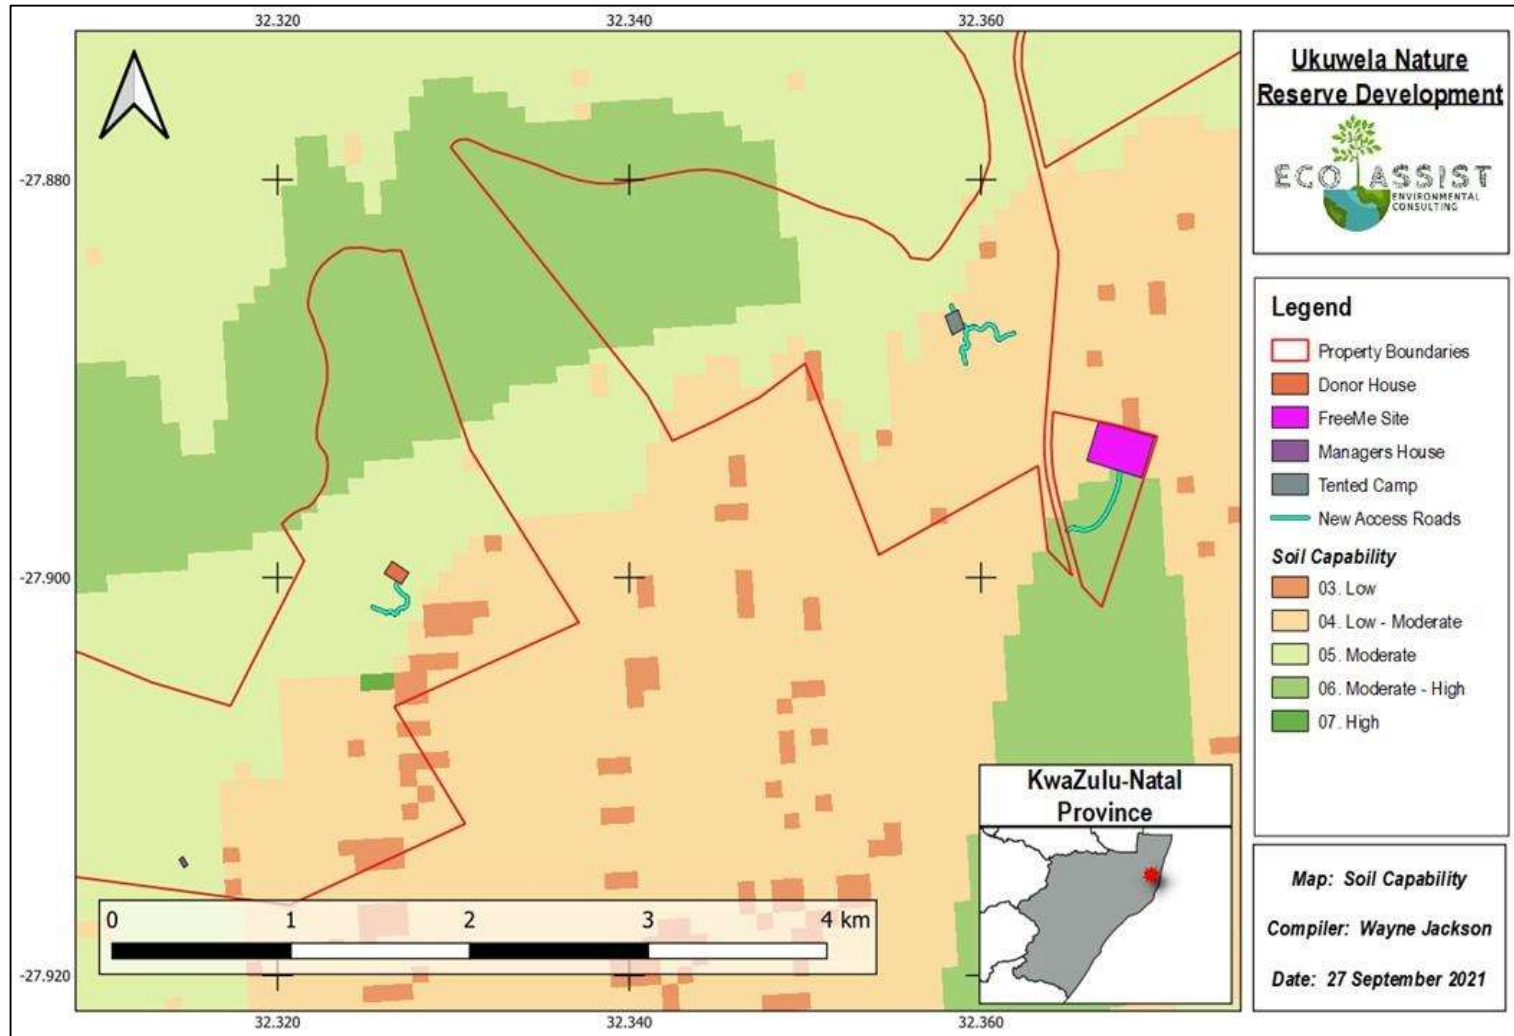 32.320 32.340 32.360
-27.880
-27.900
-27.920
32.320 32.340 32.360
0 1 2 3 4 km
KwaZulu-Natal
Province
Ukuwela Nature
Reserve Development
ECO ASSIST
ENVIRONMENTAL
CONSULTING
Legend
Property Boundaries
Donor House
FreeMe Site
Managers House
Tented Camp
New Access Roads
Soil Capability
03. Low
04. Low - Moderate
05. Moderate
06. Moderate - High
07. High
Map: Soil Capability
Compiler: Wayne Jackson
Date: 27 September 2021